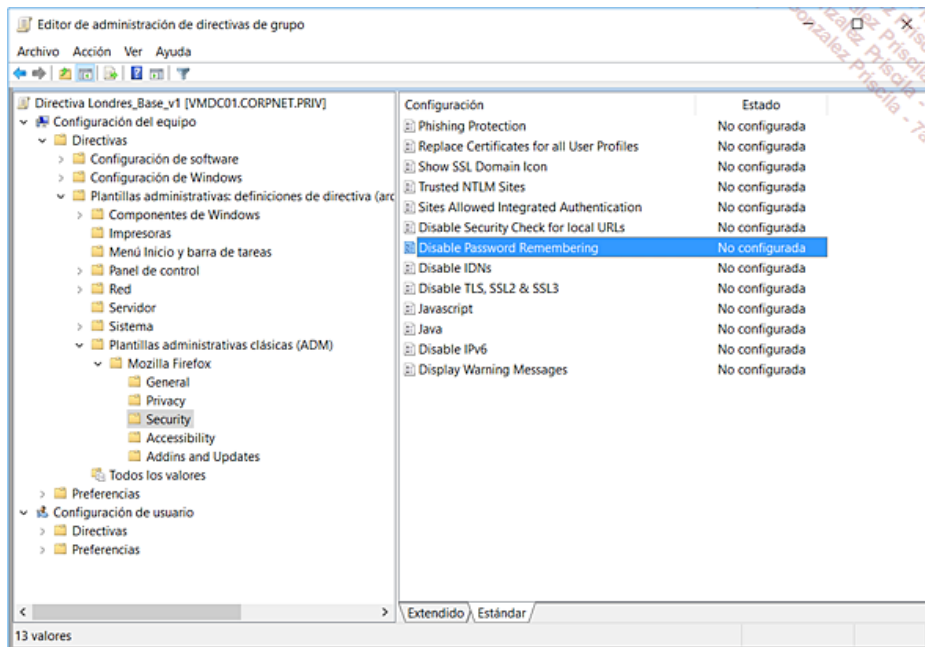 Editor de administración de directivas de grupo
Archivo Acción Ver Ayuda
Directiva Londres_Base_v1 [VMDC01.CORPNET.PRIV]
Configuración del equipo
Directivas
Configuración de software
Configuración de Windows
Plantillas administrativas: definiciones de directiva (arc
Componentes de Windows
Impresoras
Menú Inicio y barra de tareas
Panel de control
Red
Servidor
Sistema
Plantillas administrativas clásicas (ADM)
Mozilla Firefox
General
Privacy
Security
Accessibility
Addins and Updates
Todos los valores
Preferencias
Configuración de usuario
Directivas
Preferencias
Configuración Estado
Phishing Protection No configurada
Replace Certificates for all User Profiles No configurada
Show SSL Domain Icon No configurada
Trusted NTLM Sites No configurada
Sites Allowed Integrated Authentication No configurada
Disable Security Check for local URLs No configurada
Disable Password Remembering No configurada
Disable IDNs No configurada
Disable TLS, SSL2 & SSL3 No configurada
Javascript No configurada
Java No configurada
Disable IPv6 No configurada
Display Warning Messages No configurada
Extendido Estándar
13 valores